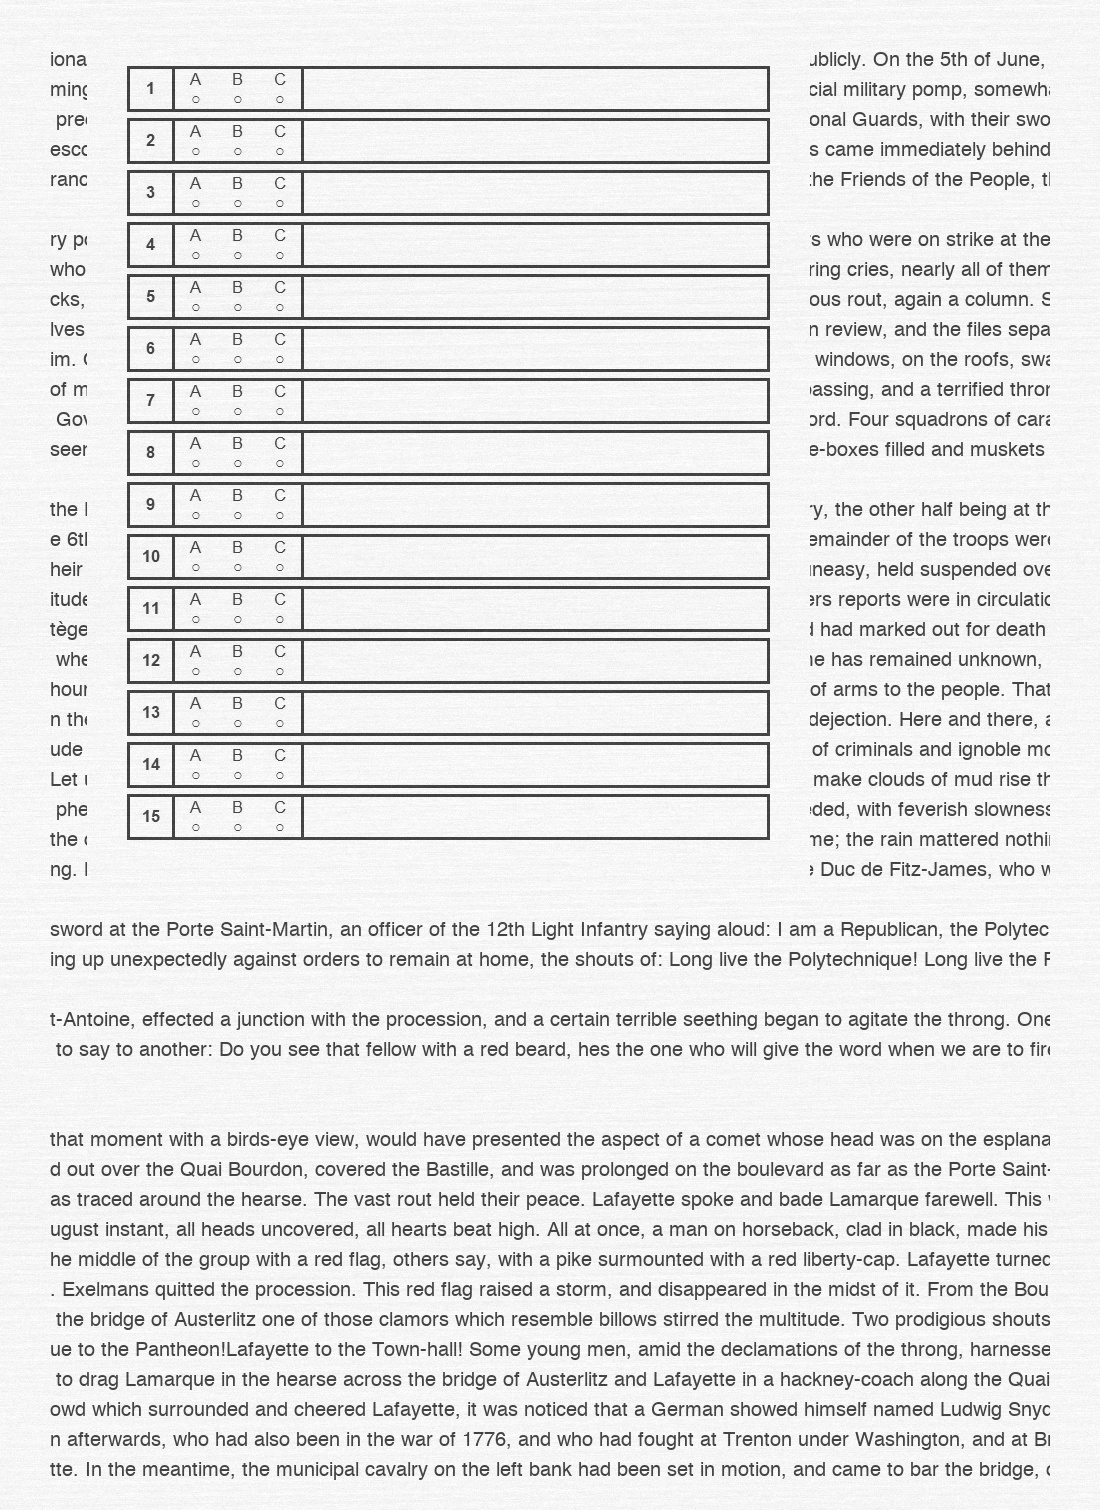 iona
ming
pre
esco
ranc
ry po
who
cks,
lves
im.
of m
Gov
seen
the
e 6th
heir
itude
tège
whe
hour
n the
ude
Let
phe
the
ng.
1 A B C
2 A B C
3 A B C
4 A B C
5 A B C
6 A B C
7 A B C
8 A B C
9 A B C
10 A B C
11 A B C
12 A B C
13 A B C
14 A B C
15 A B C
ublicly. On the 5th of June,
cial military pomp, somewha
onal Guards, with their swo
s came immediately behind
the Friends of the People, th
s who were on strike at the
ring cries, nearly all of them
ous rout, again a column. S
n review, and the files sepa
windows, on the roofs, swa
passing, and a terrified thron
ord. Four squadrons of cara
e-boxes filled and muskets
ry, the other half being at th
emainder of the troops were
uneasy, held suspended ove
ers reports were in circulatio
d had marked out for death
ne has remained unknown,
of arms to the people. That
dejection. Here and there, a
of criminals and ignoble mo
make clouds of mud rise th
eded, with feverish slowness
me; the rain mattered nothin
e Duc de Fitz-James, who w
sword at the Porte Saint-Martin, an officer of the 12th Light Infantry saying aloud: I am a Republican, the Polytec
ing up unexpectedly against orders to remain at home, the shouts of: Long live the Polytechnique! Long live the R
t-Antoine, effected a junction with the procession, and a certain terrible seething began to agitate the throng. One
to say to another: Do you see that fellow with a red beard, hes the one who will give the word when we are to fire
that moment with a birds-eye view, would have presented the aspect of a comet whose head was on the esplana
d out over the Quai Bourdon, covered the Bastille, and was prolonged on the boulevard as far as the Porte Saint-
as traced around the hearse. The vast rout held their peace. Lafayette spoke and bade Lamarque farewell. This w
ugust instant, all heads uncovered, all hearts beat high. All at once, a man on horseback, clad in black, made his
he middle of the group with a red flag, others say, with a pike surmounted with a red liberty-cap. Lafayette turned
. Exelmans quitted the procession. This red flag raised a storm, and disappeared in the midst of it. From the Bou
the bridge of Austerlitz one of those clamors which resemble billows stirred the multitude. Two prodigious shouts
ue to the Pantheon!Lafayette to the Town-hall! Some young men, amid the declamations of the throng, harnesse
to drag Lamarque in the hearse across the bridge of Austerlitz and Lafayette in a hackney-coach along the Quai
owd which surrounded and cheered Lafayette, it was noticed that a German showed himself named Ludwig Snyd
n afterwards, who had also been in the war of 1776, and who had fought at Trenton under Washington, and at Br
tte. In the meantime, the municipal cavalry on the left bank had been set in motion, and came to bar the bridge, o